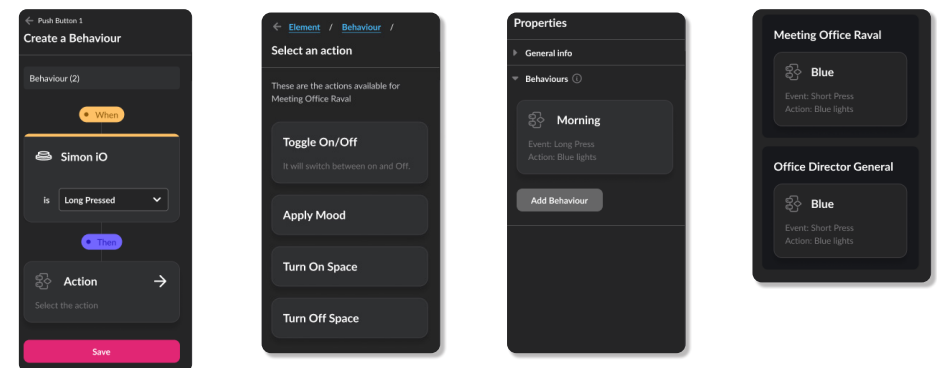 Push Button 1
Create a Behaviour
Behaviour (2)
When
Simon iO
is Long Pressed
Then
Action
Select the action
Save
Element / Behaviour /
Select an action
These are the actions available for
Meeting Office Raval
Toggle On/Off
It will switch between on and Off.
Apply Mood
Turn On Space
Turn Off Space
Properties
General info
Behaviours
Morning
Event: Long Press
Action: Blue lights
Add Behaviour
Meeting Office Raval
Blue
Event: Short Press
Action: Blue lights
Office Director General
Blue
Event: Short Press
Action: Blue lights